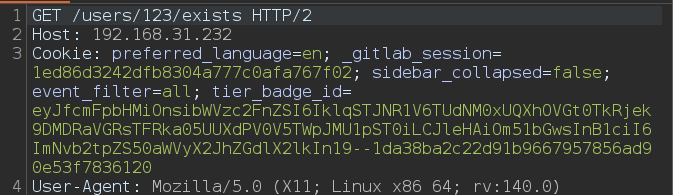 1 GET /users/123/exists HTTP/2
2 Host: 192.168.31.232
3 Cookie: preferred_language=en; _gitlab_session=
1ed86d3242dfb8304a777c0afa767f02; sidebar_collapsed=false;
event_filter=all; tier_badge_id=
eyJfcmFpbHMiOnsibWVzc2FnZSI6IklqSTJNR1V6TUdNM0xUQXhOVGt0TkRjek
9DMDRaVGRsTFRka05UUXdPV0V5TWpJMU1pST0iLCJleHAiOm51bGwsInB1ciI6
ImNvb2tpZS50aWVyX2JhZGdlX2lkIn19--1da38ba2c22d91b9667957856ad9
0e53f7836120
4 User-Agent: Mozilla/5.0 (X11; Linux x86_64; rv:140.0)